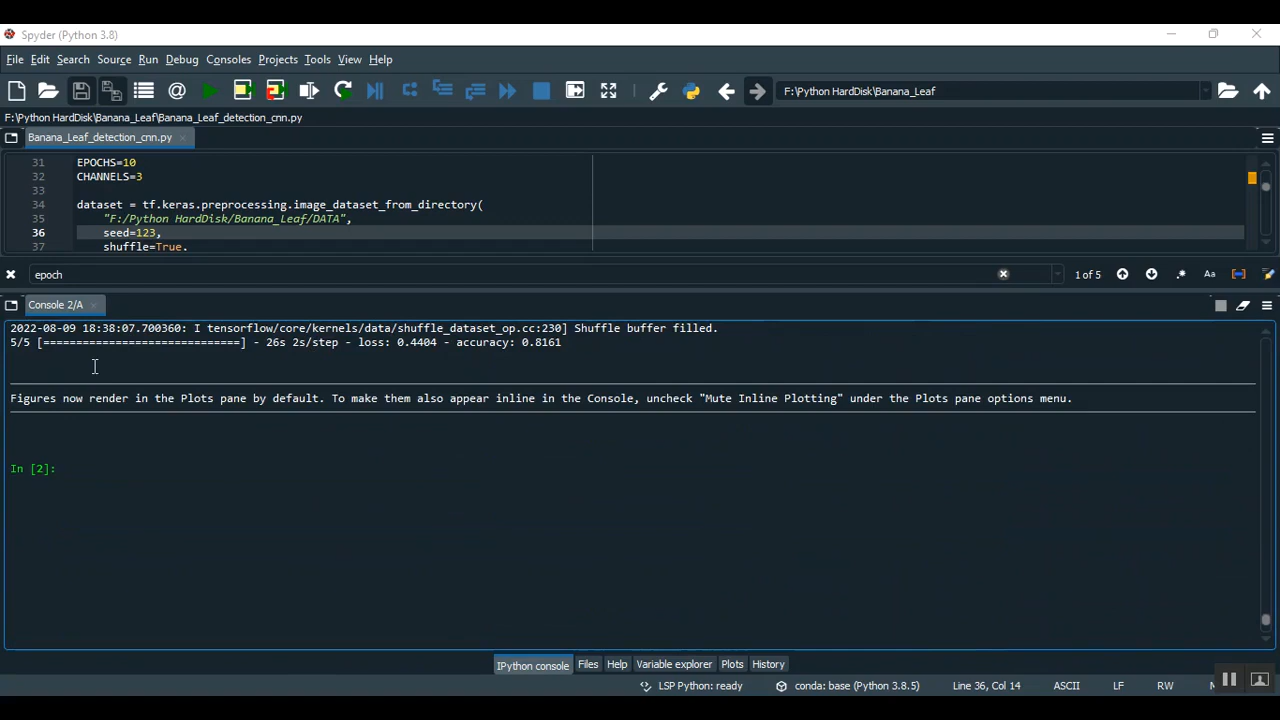 Spyder (Python 3.8)
File Edit Search Source Run Debug Consoles Projects Tools View Help
F:\Python HardDisk\Banana_Leaf
F:\Python HardDisk\Banana_Leaf\Banana_Leaf_detection_cnn.py
Banana_Leaf_detection_cnn.py
31 EPOCHS=10
32 CHANNELS=3
33
34 dataset = tf.keras.preprocessing.image_dataset_from_directory(
35 "F:/Python HardDisk/Banana_Leaf/DATA",
36 seed=123,
37 shuffle=True,
epoch
1 of 5
Aa
Console 2/A
2022-08-09 18:38:07.700360: I tensorflow/core/kernels/data/shuffle_dataset_op.cc:230] Shuffle buffer filled.
5/5 [==============================] - 26s 2s/step - loss: 0.4404 - accuracy: 0.8161
Figures now render in the Plots pane by default. To make them also appear inline in the Console, uncheck "Mute Inline Plotting" under the Plots pane options menu.
In [2]:
IPython console Files Help Variable explorer Plots History
LSP Python: ready conda: base (Python 3.8.5) Line 36, Col 14 ASCII LF RW